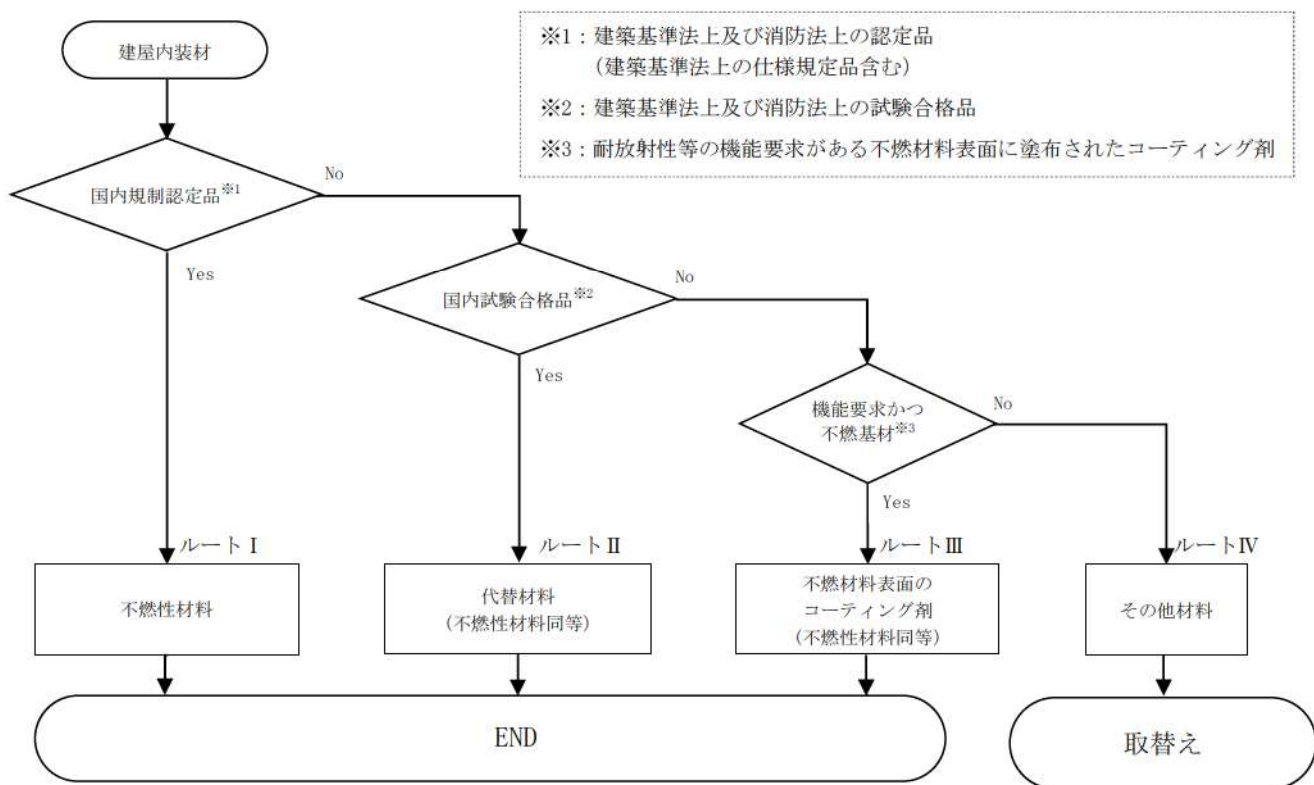 ※1：建築基準法上及び消防法上の認定品
（建築基準法上の仕様規定品含む）
※2：建築基準法上及び消防法上の試験合格品
※3：耐放射性等の機能要求がある不燃材料表面に塗布されたコーティング剤
建屋内装材
国内規制認定品※1
No
Yes
国内試験合格品※2
No
Yes
機能要求かつ
不燃基材※3
No
Yes
ルートⅠ
ルートⅡ
ルートⅢ
ルートⅣ
不燃性材料
代替材料
（不燃性材料同等）
不燃材料表面の
コーティング剤
（不燃性材料同等）
その他材料
END
取替え